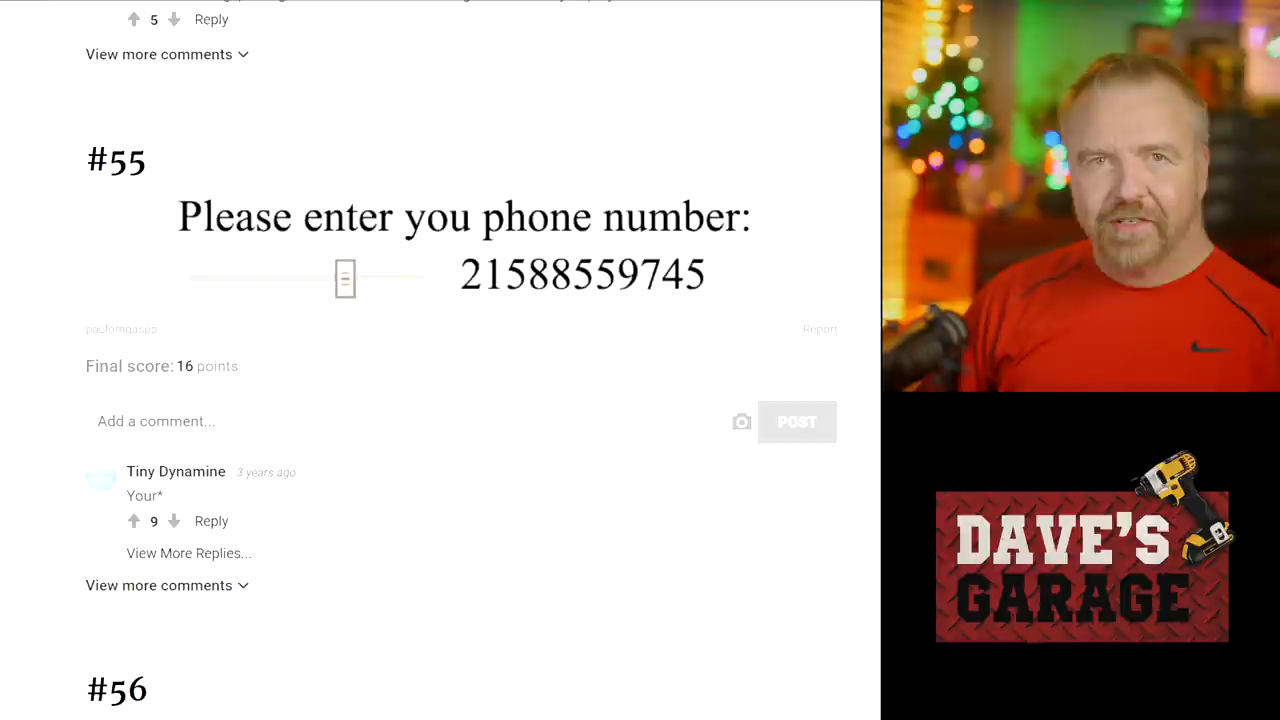 5 Reply
View more comments
#55
Please enter you phone number:
21588559745
paulomgaspa Report
Final score: 16 points
Add a comment... POST
Tiny Dynamine 3 years ago
Your*
9 Reply
View More Replies...
View more comments
#56
DAVE'S
GARAGE